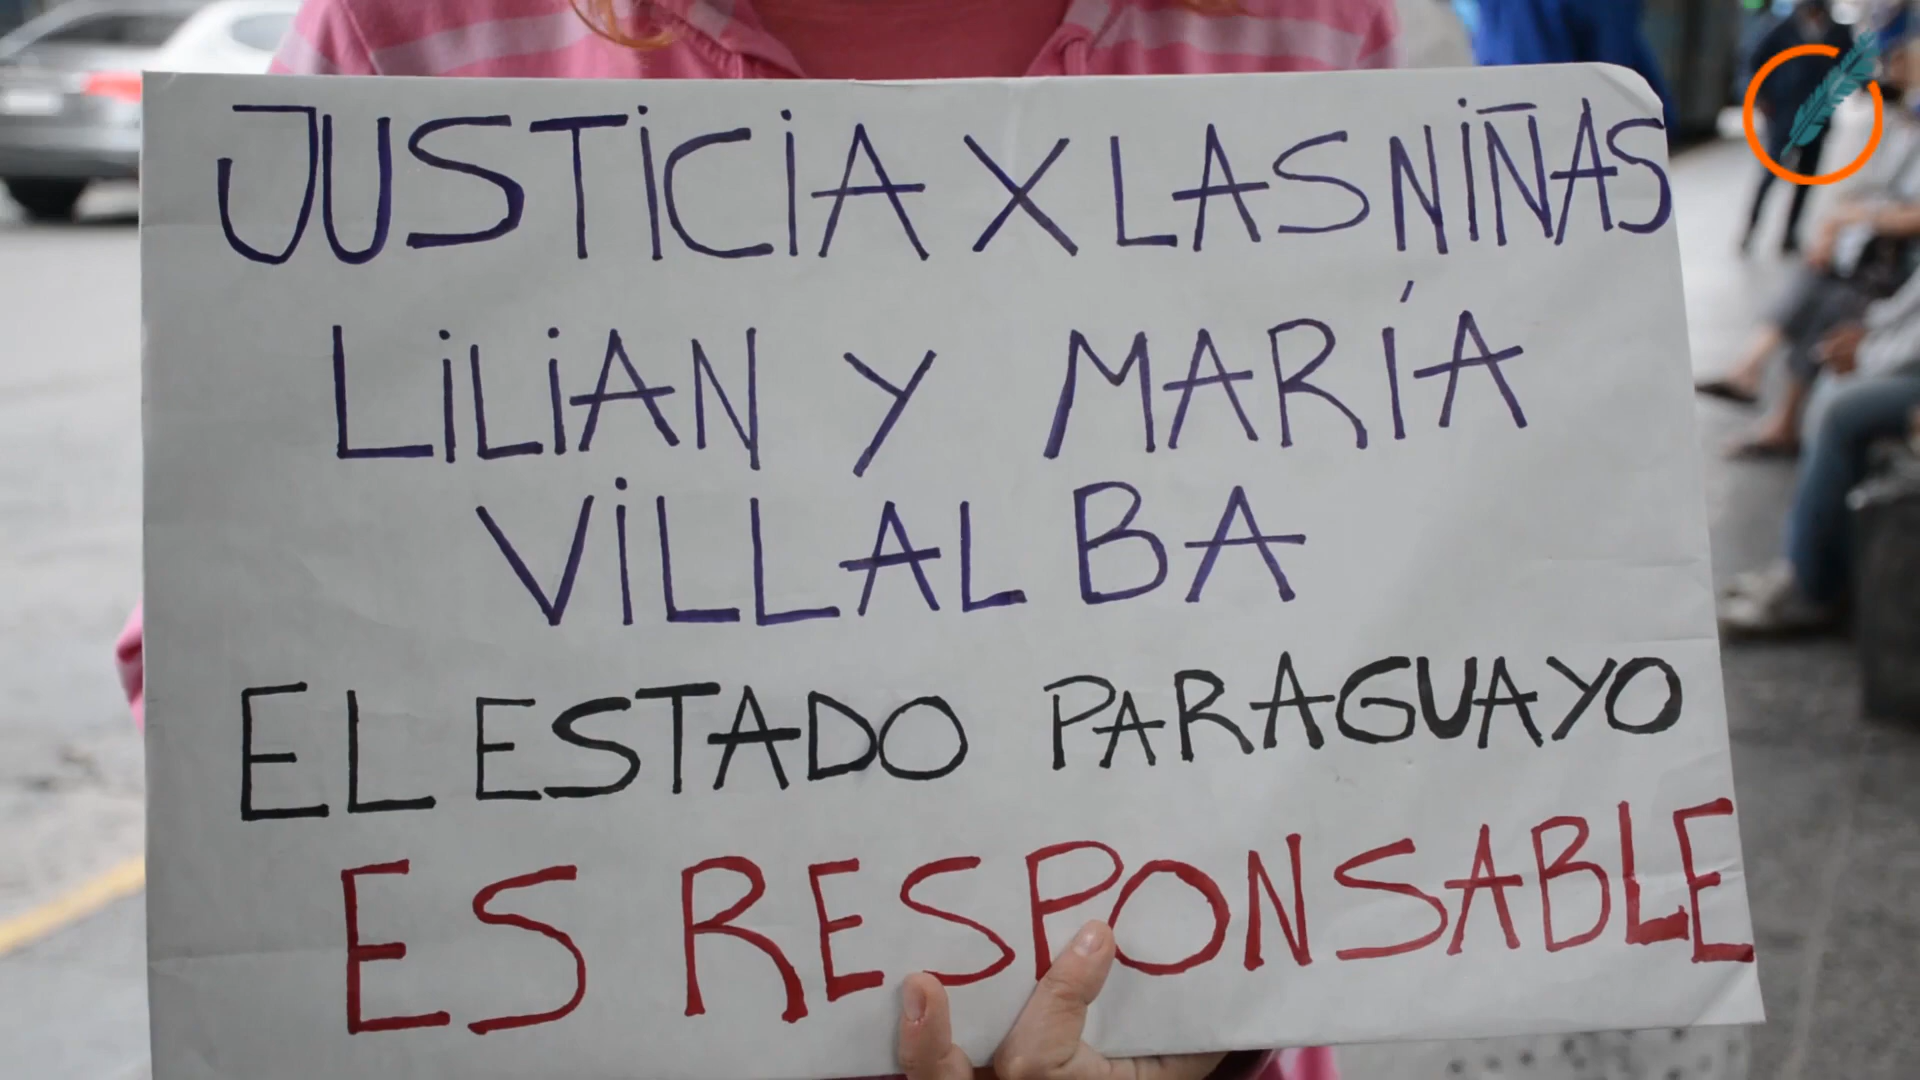 JUSTICIA X LAS NIÑAS
LILIAN Y MARÍA
VILLALBA
EL ESTADO PARAGUAYO
ES RESPONSABLE